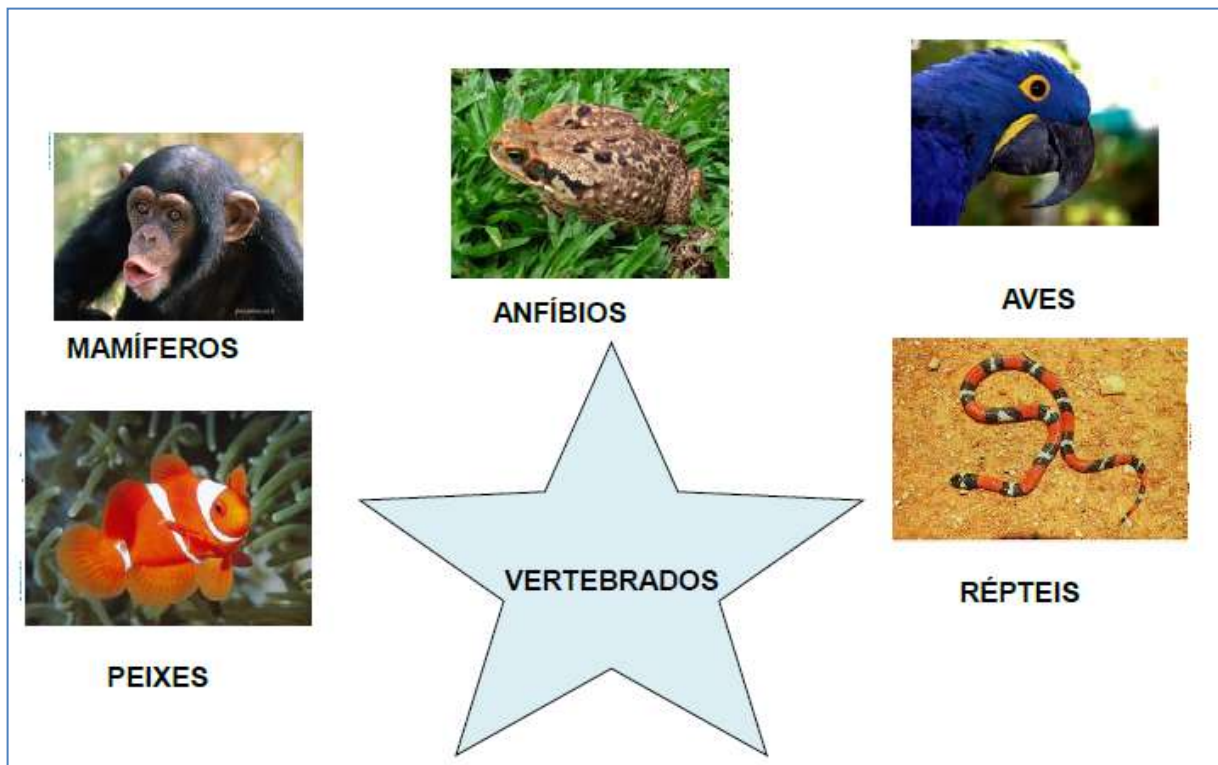 MAMÍFEROS
ANFÍBIOS
AVES
PEIXES
VERTEBRADOS
RÉPTEIS